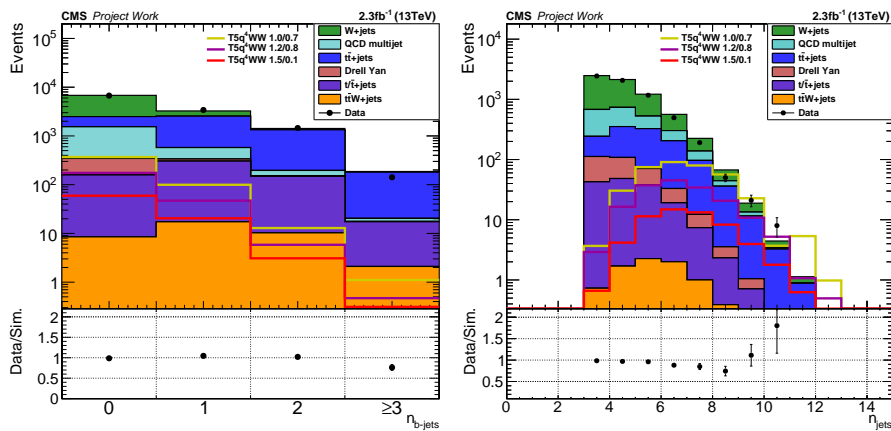 CMS Project Work 2.3fb⁻¹ (13TeV)
Events
10⁵
10⁴
10³
10²
10
1
T5q⁴WW 1.0/0.7
T5q⁴WW 1.2/0.8
T5q⁴WW 1.5/0.1
W+jets
QCD multijet
tt̄+jets
Drell Yan
t/t̄+jets
tt̄W+jets
Data
Data/Sim.
2
1.5
1
0.5
0
0 1 2 ≥3
n_b-jets
CMS Project Work 2.3fb⁻¹ (13TeV)
Events
10⁴
10³
10²
10
1
T5q⁴WW 1.0/0.7
T5q⁴WW 1.2/0.8
T5q⁴WW 1.5/0.1
W+jets
QCD multijet
tt̄+jets
Drell Yan
t/t̄+jets
tt̄W+jets
Data
Data/Sim.
2
1.5
1
0.5
0 2 4 6 8 10 12 14
n_jets